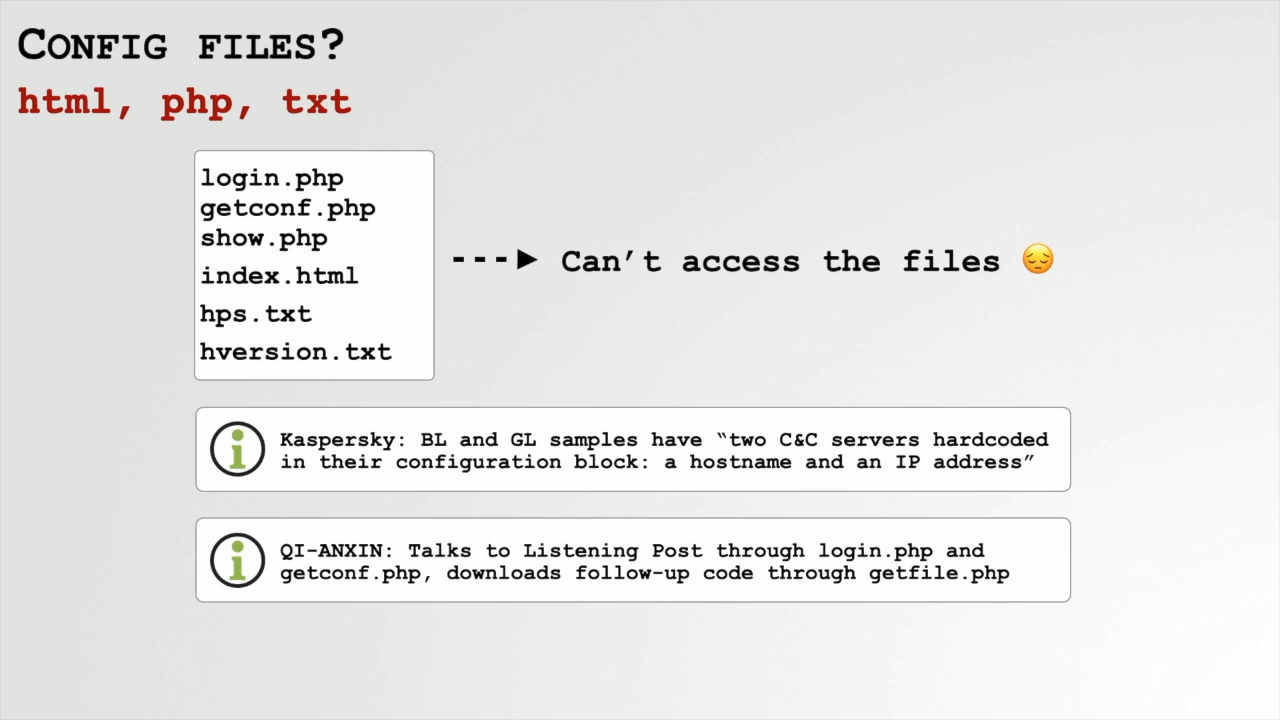 CONFIG FILES?
html, php, txt
login.php
getconf.php
show.php
index.html
hps.txt
hversion.txt
Can’t access the files 😔
Kaspersky: BL and GL samples have “two C&C servers hardcoded
in their configuration block: a hostname and an IP address”
QI-ANXIN: Talks to Listening Post through login.php and
getconf.php, downloads follow-up code through getfile.php